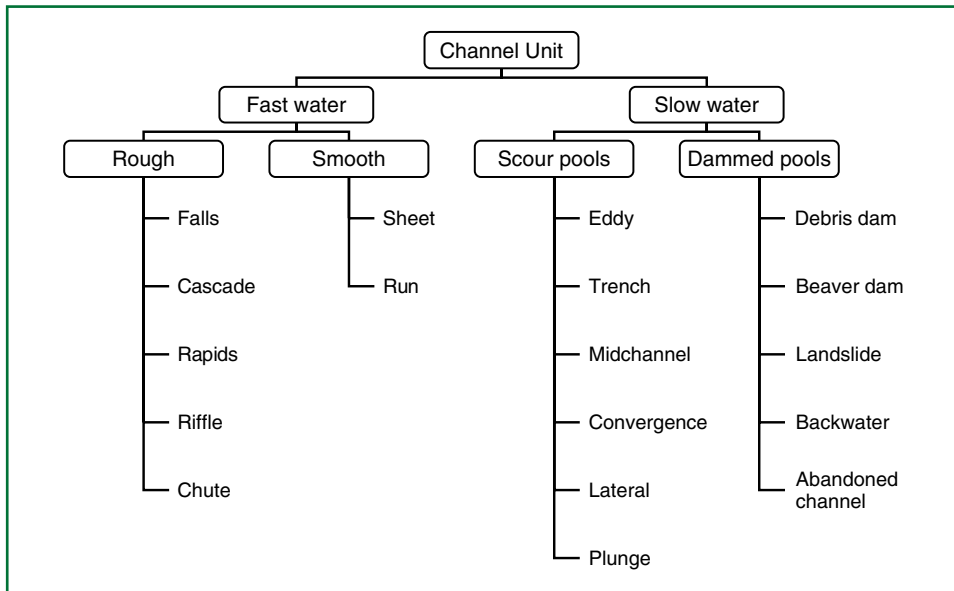 Channel Unit
Fast water
Slow water
Rough
Smooth
Scour pools
Dammed pools
Falls
Cascade
Rapids
Riffle
Chute
Sheet
Run
Eddy
Trench
Midchannel
Convergence
Lateral
Plunge
Debris dam
Beaver dam
Landslide
Backwater
Abandoned
channel